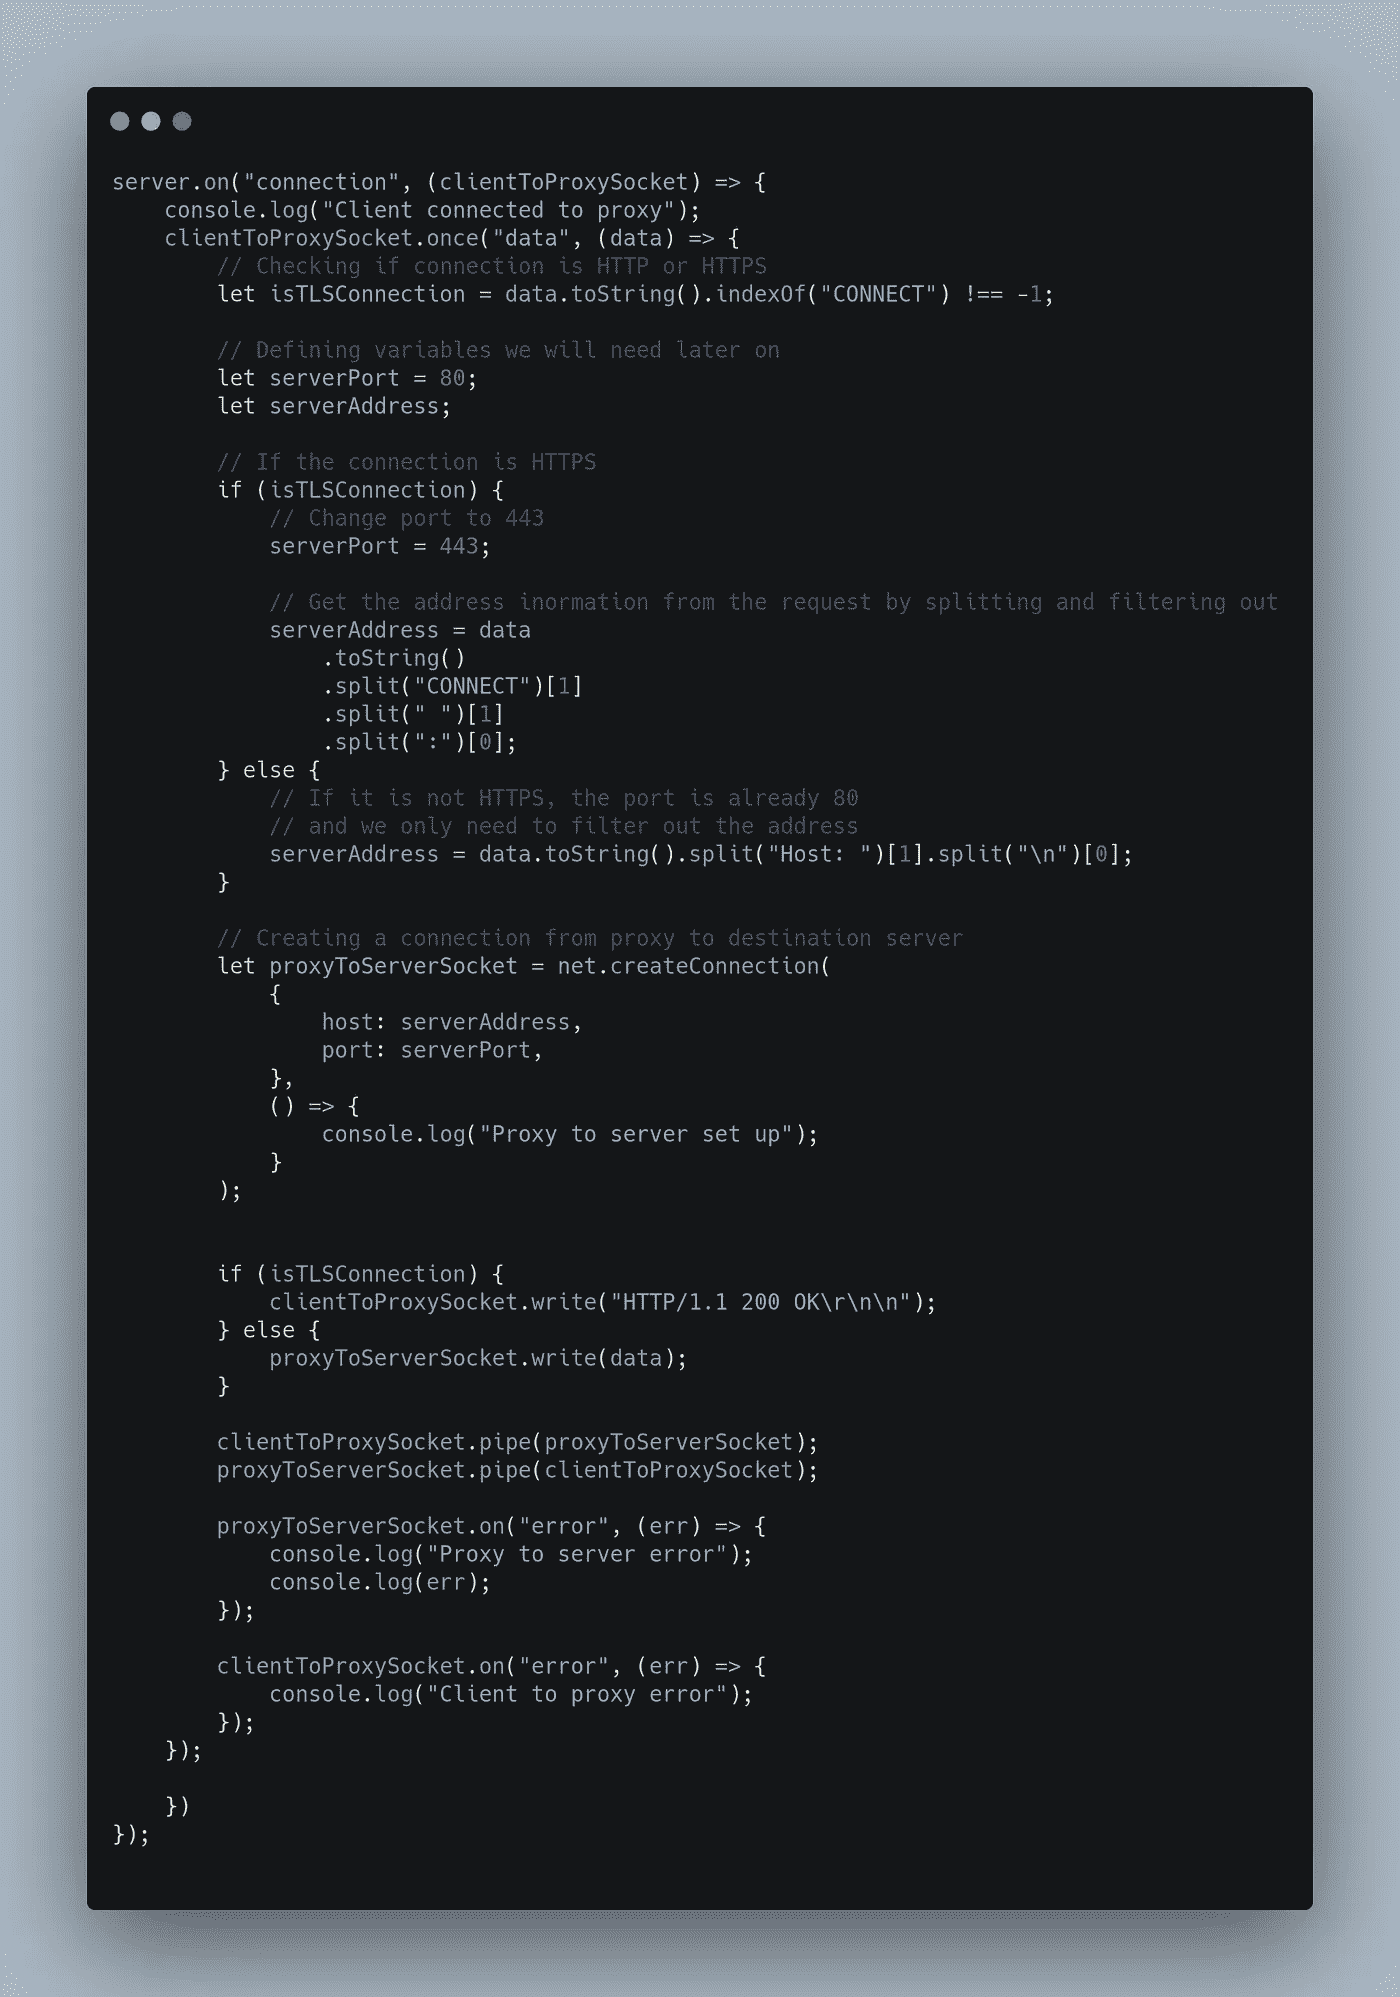 server.on("connection", (clientToProxySocket) => {
    console.log("Client connected to proxy");
    clientToProxySocket.once("data", (data) => {
        // Checking if connection is HTTP or HTTPS
        let isTLSConnection = data.toString().indexOf("CONNECT") !== -1;

        // Defining variables we will need later on
        let serverPort = 80;
        let serverAddress;

        // If the connection is HTTPS
        if (isTLSConnection) {
            // Change port to 443
            serverPort = 443;

            // Get the address inormation from the request by splitting and filtering out
            serverAddress = data
                .toString()
                .split("CONNECT")[1]
                .split(" ")[1]
                .split(":")[0];
        } else {
            // If it is not HTTPS, the port is already 80
            // and we only need to filter out the address
            serverAddress = data.toString().split("Host: ")[1].split("\n")[0];
        }

        // Creating a connection from proxy to destination server
        let proxyToServerSocket = net.createConnection(
            {
                host: serverAddress,
                port: serverPort,
            },
            () => {
                console.log("Proxy to server set up");
            }
        );


        if (isTLSConnection) {
            clientToProxySocket.write("HTTP/1.1 200 OK\r\n\n");
        } else {
            proxyToServerSocket.write(data);
        }

        clientToProxySocket.pipe(proxyToServerSocket);
        proxyToServerSocket.pipe(clientToProxySocket);

        proxyToServerSocket.on("error", (err) => {
            console.log("Proxy to server error");
            console.log(err);
        });

        clientToProxySocket.on("error", (err) => {
            console.log("Client to proxy error");
        });
    });

    })
});